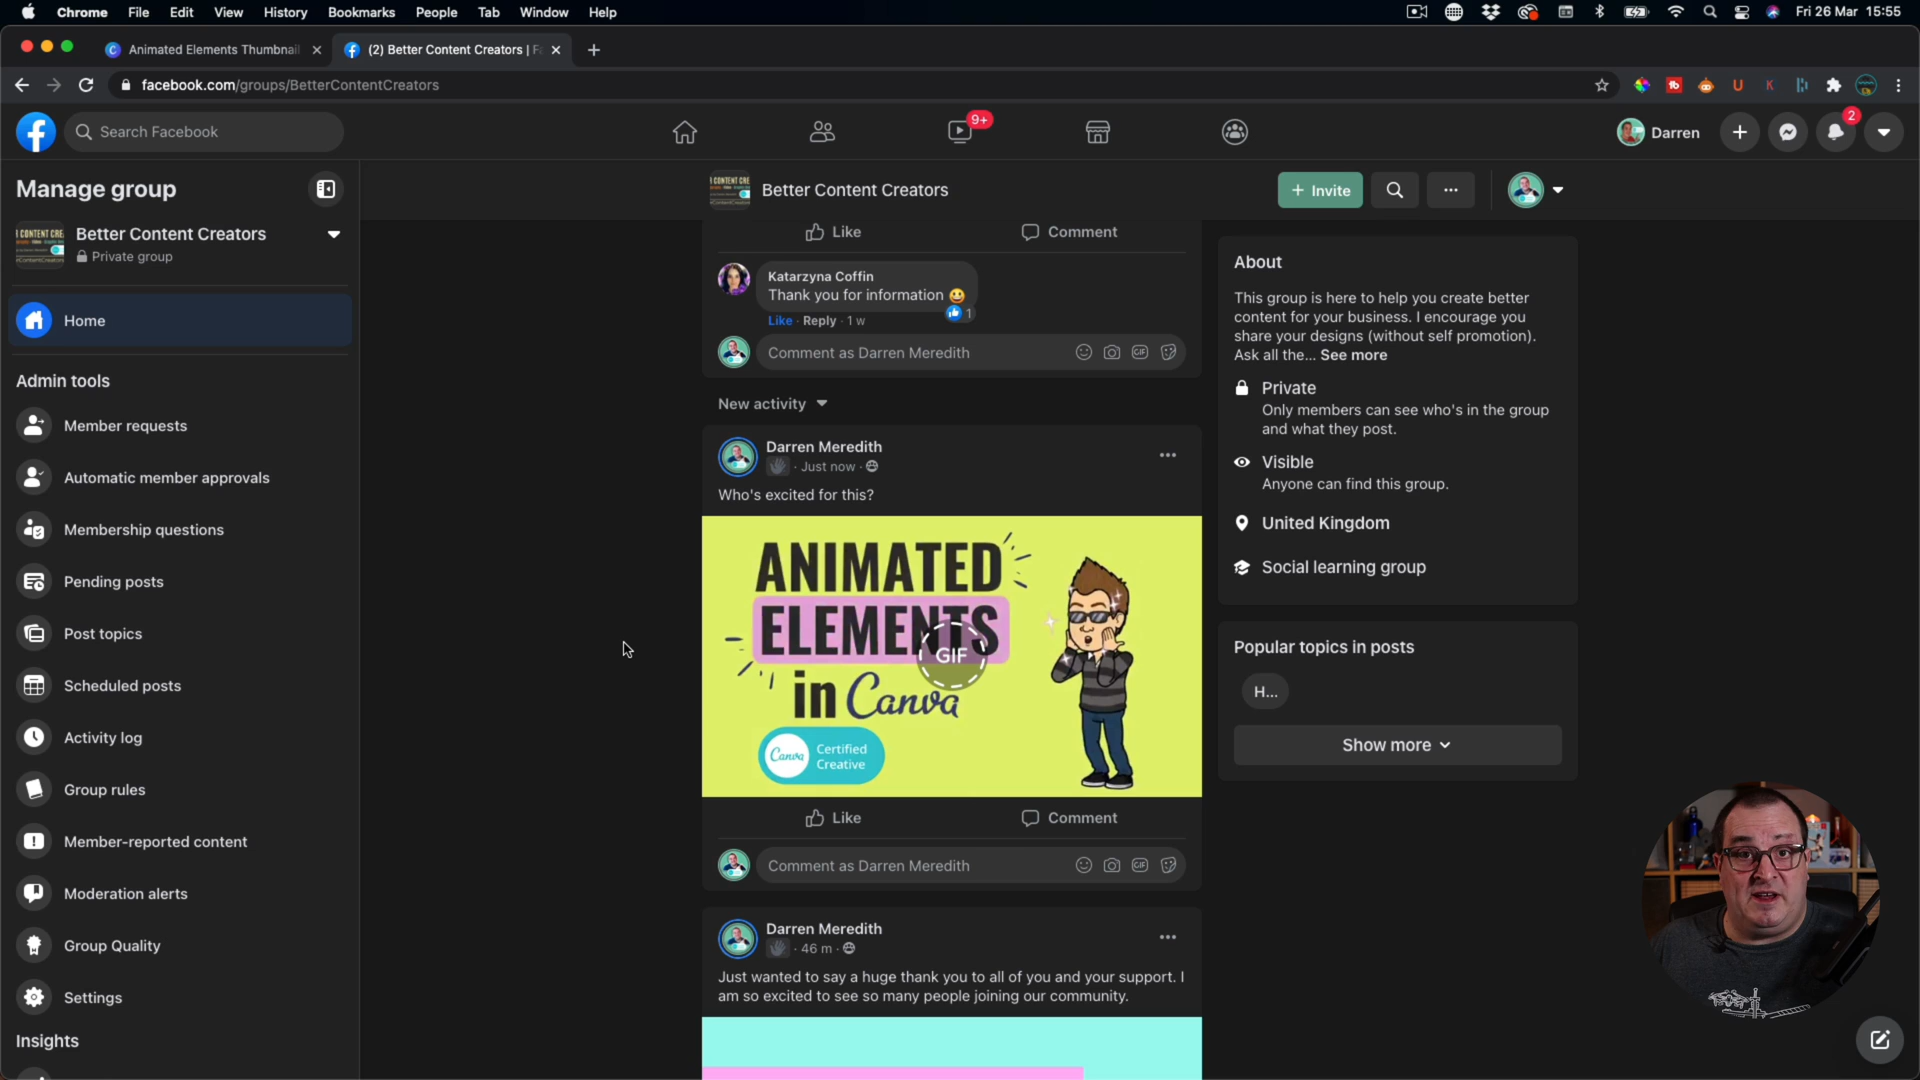 Chrome File Edit View History Bookmarks People Tab Window Help
Fri 26 Mar 15:55
Animated Elements Thumbnail
(2) Better Content Creators | Fa
facebook.com/groups/BetterContentCreators
Search Facebook
9+
Darren
2
Manage group
Better Content Creators
Private group
Home
Admin tools
Member requests
Automatic member approvals
Membership questions
Pending posts
Post topics
Scheduled posts
Activity log
Group rules
Member-reported content
Moderation alerts
Group Quality
Settings
Insights
Better Content Creators
+ Invite
Like
Comment
Katarzyna Coffin
Thank you for information 😀
Like · Reply · 1 w
1
Comment as Darren Meredith
GIF
New activity
Darren Meredith
· Just now ·
Who's excited for this?
ANIMATED
ELEMENTS
in Canva
GIF
Canva
Certified
Creative
Like
Comment
Comment as Darren Meredith
GIF
Darren Meredith
· 46 m ·
Just wanted to say a huge thank you to all of you and your support. I
am so excited to see so many people joining our community.
About
This group is here to help you create better
content for your business. I encourage you
share your designs (without self promotion).
Ask all the... See more
Private
Only members can see who's in the group
and what they post.
Visible
Anyone can find this group.
United Kingdom
Social learning group
Popular topics in posts
H...
Show more